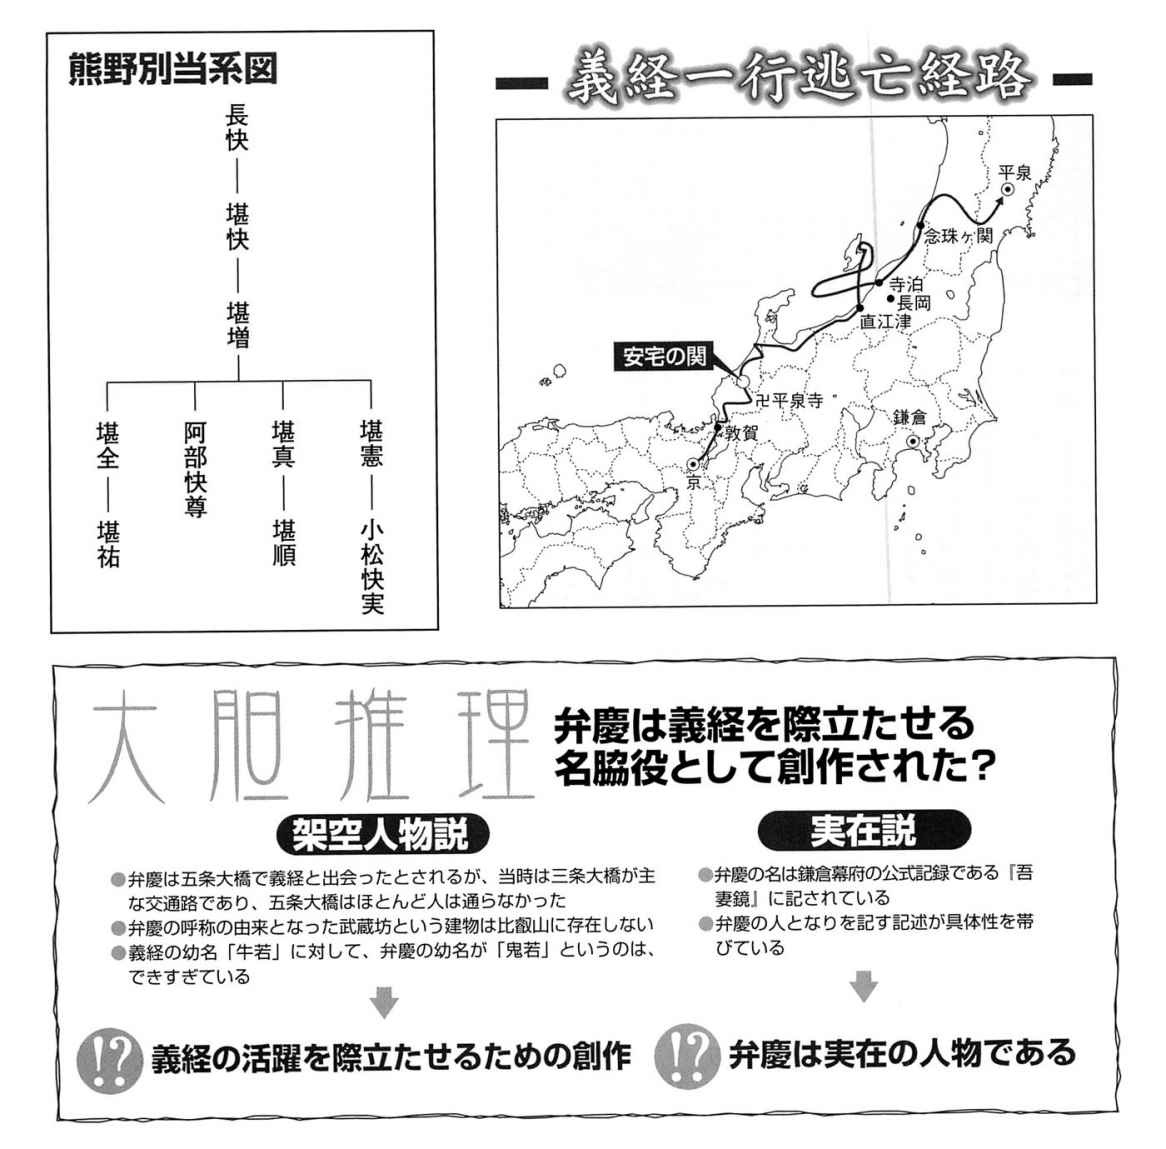 熊野別当系図
長快
堪快
堪増
堪憲
小松快実
堪真
堪順
阿部快尊
堪全
堪祐
義経一行逃亡経路
平泉
念珠ヶ関
寺泊
長岡
直江津
安宅の関
卍平泉寺
鎌倉
敦賀
京
大胆推理
弁慶は義経を際立たせる
名脇役として創作された?
架空人物説
●弁慶は五条大橋で義経と出会ったとされるが、当時は三条大橋が主
な交通路であり、五条大橋はほとんど人は通らなかった
●弁慶の呼称の由来となった武蔵坊という建物は比叡山に存在しない
●義経の幼名「牛若」に対して、弁慶の幼名が「鬼若」というのは、
できすぎている
!?義経の活躍を際立たせるための創作
実在説
●弁慶の名は鎌倉幕府の公式記録である『吾
妻鏡』に記されている
●弁慶の人となりを記す記述が具体性を帯
びている
!?弁慶は実在の人物である